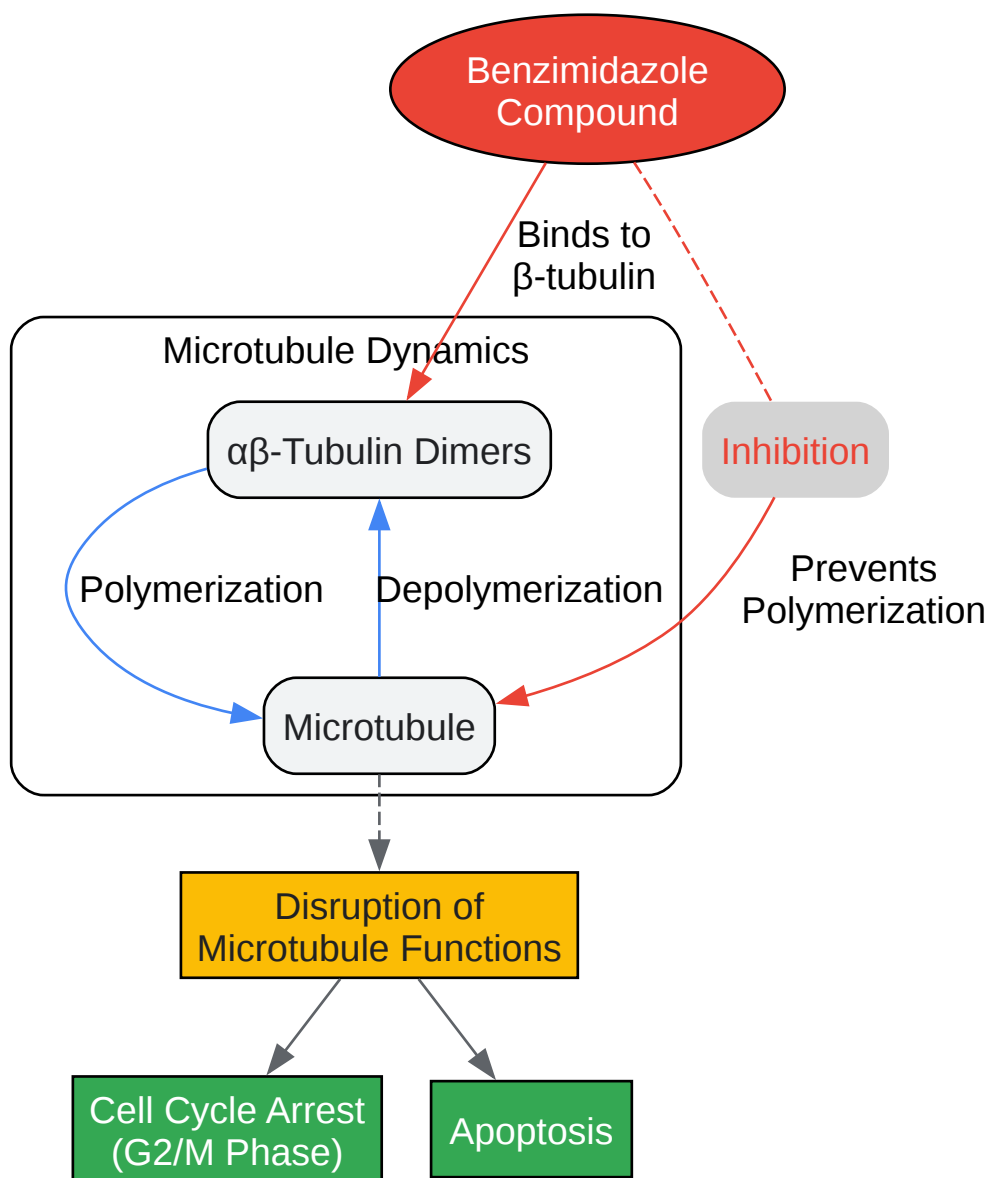 Benzimidazole
Compound
Binds to
β-tubulin
Microtubule Dynamics
αβ-Tubulin Dimers
Inhibition
Polymerization
Depolymerization
Prevents
Polymerization
Microtubule
Disruption of
Microtubule Functions
Cell Cycle Arrest
(G2/M Phase)
Apoptosis